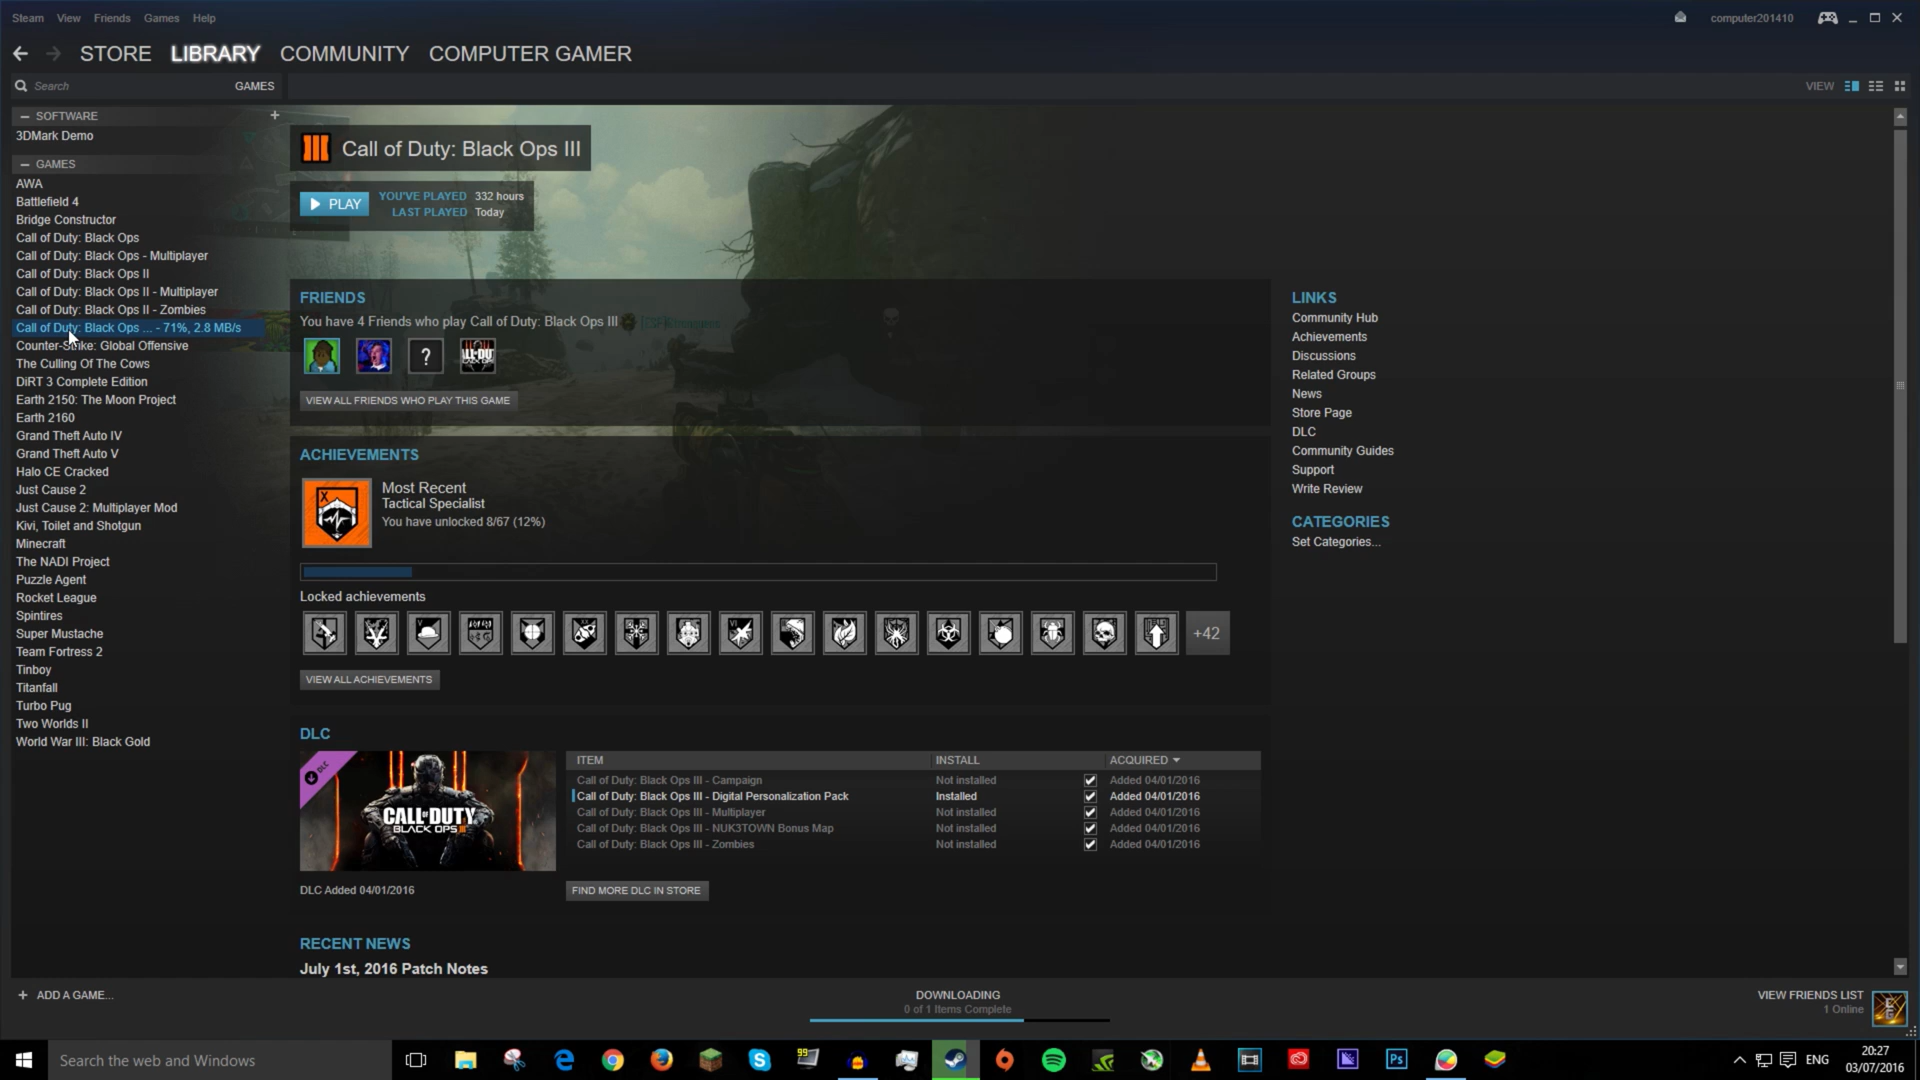 Steam View Friends Games Help
computer201410
STORE LIBRARY COMMUNITY COMPUTER GAMER
Search GAMES
VIEW
SOFTWARE +
3DMark Demo
GAMES
AWA
Battlefield 4
Bridge Constructor
Call of Duty: Black Ops
Call of Duty: Black Ops - Multiplayer
Call of Duty: Black Ops II
Call of Duty: Black Ops II - Multiplayer
Call of Duty: Black Ops II - Zombies
Call of Duty: Black Ops ... - 71%, 2.8 MB/s
Counter-Strike: Global Offensive
The Culling Of The Cows
DiRT 3 Complete Edition
Earth 2150: The Moon Project
Earth 2160
Grand Theft Auto IV
Grand Theft Auto V
Halo CE Cracked
Just Cause 2
Just Cause 2: Multiplayer Mod
Kivi, Toilet and Shotgun
Minecraft
The NADI Project
Puzzle Agent
Rocket League
Spintires
Super Mustache
Team Fortress 2
Tinboy
Titanfall
Turbo Pug
Two Worlds II
World War III: Black Gold
Call of Duty: Black Ops III
PLAY
YOU'VE PLAYED 332 hours
LAST PLAYED Today
FRIENDS
You have 4 Friends who play Call of Duty: Black Ops III
?
VIEW ALL FRIENDS WHO PLAY THIS GAME
ACHIEVEMENTS
Most Recent
Tactical Specialist
You have unlocked 8/67 (12%)
Locked achievements
+42
VIEW ALL ACHIEVEMENTS
DLC
DLC
CALL OF DUTY
BLACK OPS III
DLC Added 04/01/2016
ITEM INSTALL ACQUIRED
Call of Duty: Black Ops III - Campaign Not installed Added 04/01/2016
Call of Duty: Black Ops III - Digital Personalization Pack Installed Added 04/01/2016
Call of Duty: Black Ops III - Multiplayer Not installed Added 04/01/2016
Call of Duty: Black Ops III - NUK3TOWN Bonus Map Not installed Added 04/01/2016
Call of Duty: Black Ops III - Zombies Not installed Added 04/01/2016
FIND MORE DLC IN STORE
RECENT NEWS
July 1st, 2016 Patch Notes
LINKS
Community Hub
Achievements
Discussions
Related Groups
News
Store Page
DLC
Community Guides
Support
Write Review
CATEGORIES
Set Categories...
+ ADD A GAME...
DOWNLOADING
0 of 1 Items Complete
VIEW FRIENDS LIST
1 Online
Search the web and Windows
99
Ps
ENG
20:27
03/07/2016